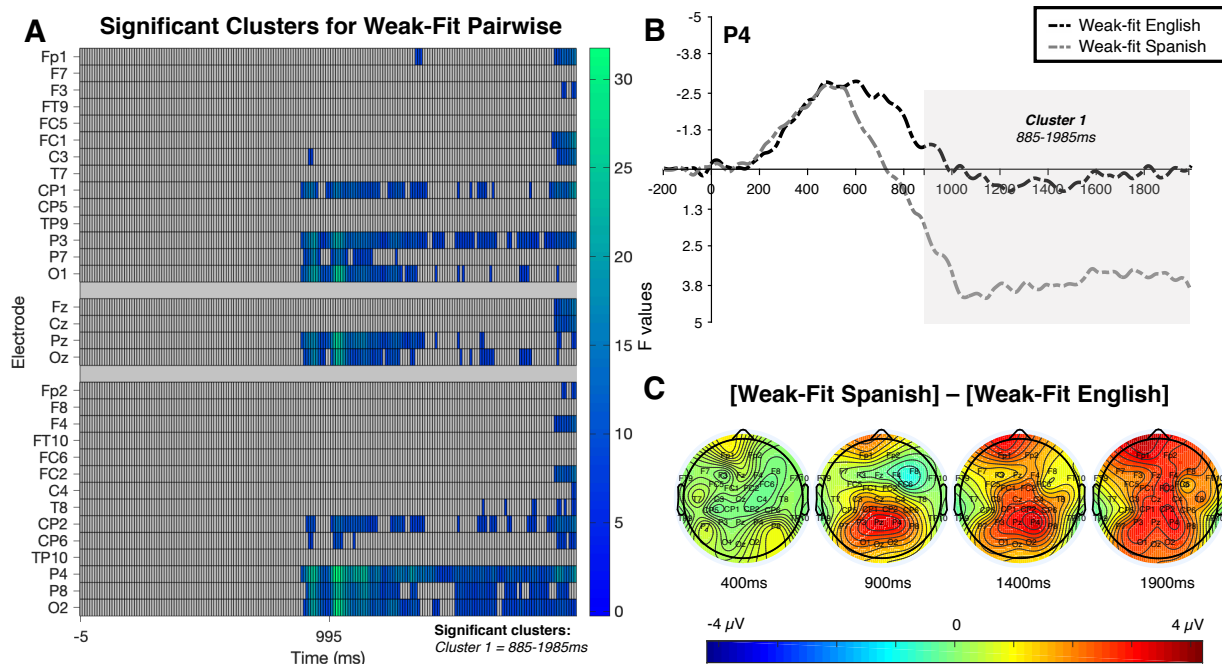 A
Significant Clusters for Weak-Fit Pairwise
Electrode
Fp1
F7
F3
FT9
FC5
FC1
C3
T7
CP1
CP5
TP9
P3
P7
O1
Fz
Cz
Pz
Oz
Fp2
F8
F4
FT10
FC6
FC2
C4
T8
CP2
CP6
TP10
P4
P8
O2
-5
995
Time (ms)
Significant clusters:
Cluster 1 = 885-1985ms
30
25
20
15
10
5
0
F values
B
P4
Weak-fit English
Weak-fit Spanish
-5
-3.8
-2.5
-1.3
1.3
2.5
3.8
5
-200
0
200
400
600
800
1000
1200
1400
1600
1800
Cluster 1
885-1985ms
C
[Weak-Fit Spanish] – [Weak-Fit English]
400ms
900ms
1400ms
1900ms
-4 µV
0
4 µV